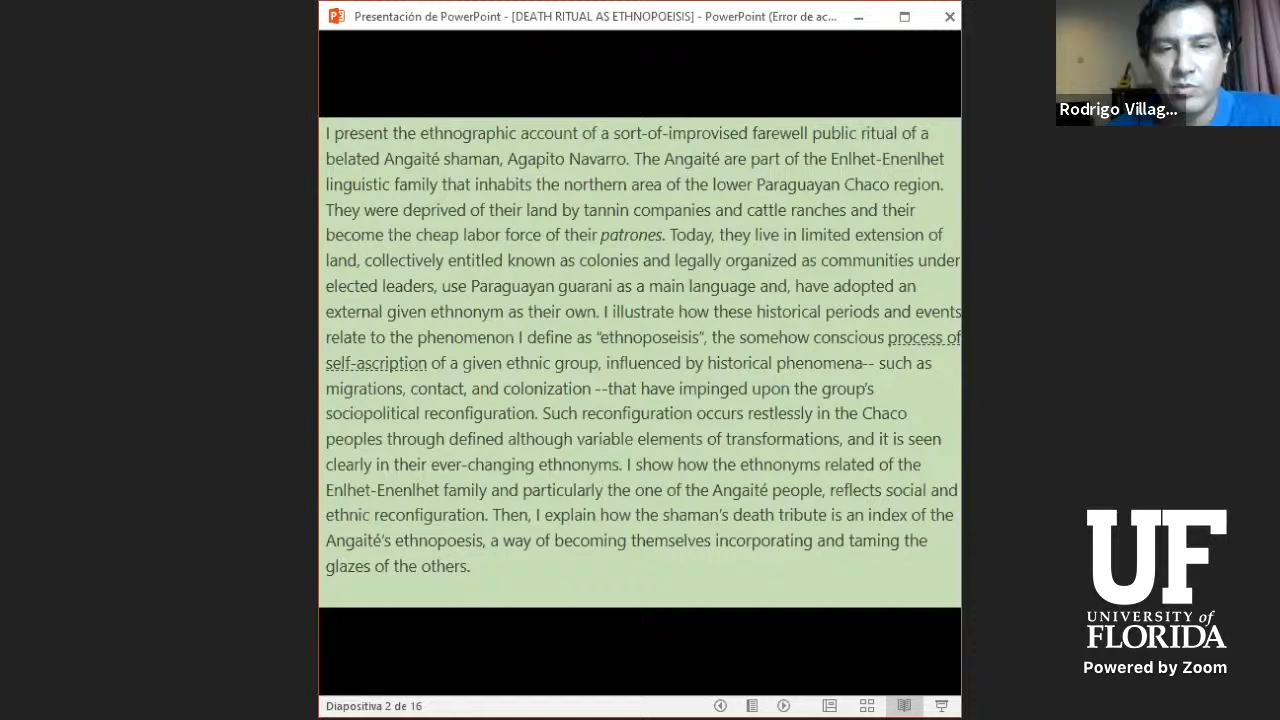 Presentación de PowerPoint - [DEATH RITUAL AS ETHNOPOEISIS] - PowerPoint (Error de ac...
Rodrigo Villag...
I present the ethnographic account of a sort-of-improvised farewell public ritual of a
belated Angaité shaman, Agapito Navarro. The Angaité are part of the Enlhet-Enenlhet
linguistic family that inhabits the northern area of the lower Paraguayan Chaco region.
They were deprived of their land by tannin companies and cattle ranches and their
become the cheap labor force of their patrones. Today, they live in limited extension of
land, collectively entitled known as colonies and legally organized as communities under
elected leaders, use Paraguayan guarani as a main language and, have adopted an
external given ethnonym as their own. I illustrate how these historical periods and events
relate to the phenomenon I define as “ethnoposeisis”, the somehow conscious process of
self-ascription of a given ethnic group, influenced by historical phenomena-- such as
migrations, contact, and colonization --that have impinged upon the group’s
sociopolitical reconfiguration. Such reconfiguration occurs restlessly in the Chaco
peoples through defined although variable elements of transformations, and it is seen
clearly in their ever-changing ethnonyms. I show how the ethnonyms related of the
Enlhet-Enenlhet family and particularly the one of the Angaité people, reflects social and
ethnic reconfiguration. Then, I explain how the shaman’s death tribute is an index of the
Angaité’s ethnopoesis, a way of becoming themselves incorporating and taming the
glazes of the others.
UF
UNIVERSITY of
FLORIDA
Powered by Zoom
Diapositiva 2 de 16